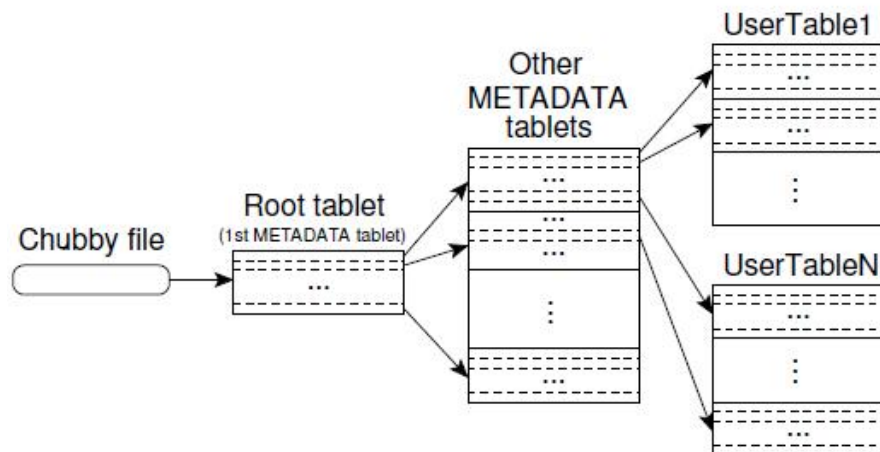 Chubby file
Root tablet
(1st METADATA tablet)
...
Other
METADATA
tablets
...
...
...
⋮
...
UserTable1
...
...
⋮
UserTableN
...
⋮
...